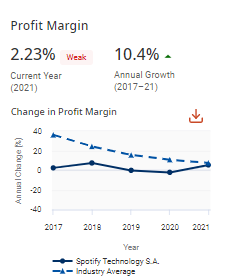 Profit Margin
2.23% Weak 10.4%
Current Year Annual Growth
(2021) (2017-21)
Change in Profit Margin
Annual Change [%]
40
20
0
-20
-40
2017 2018 2019 2020 2021
Year
Spotify Technology S.A.
Industry Average